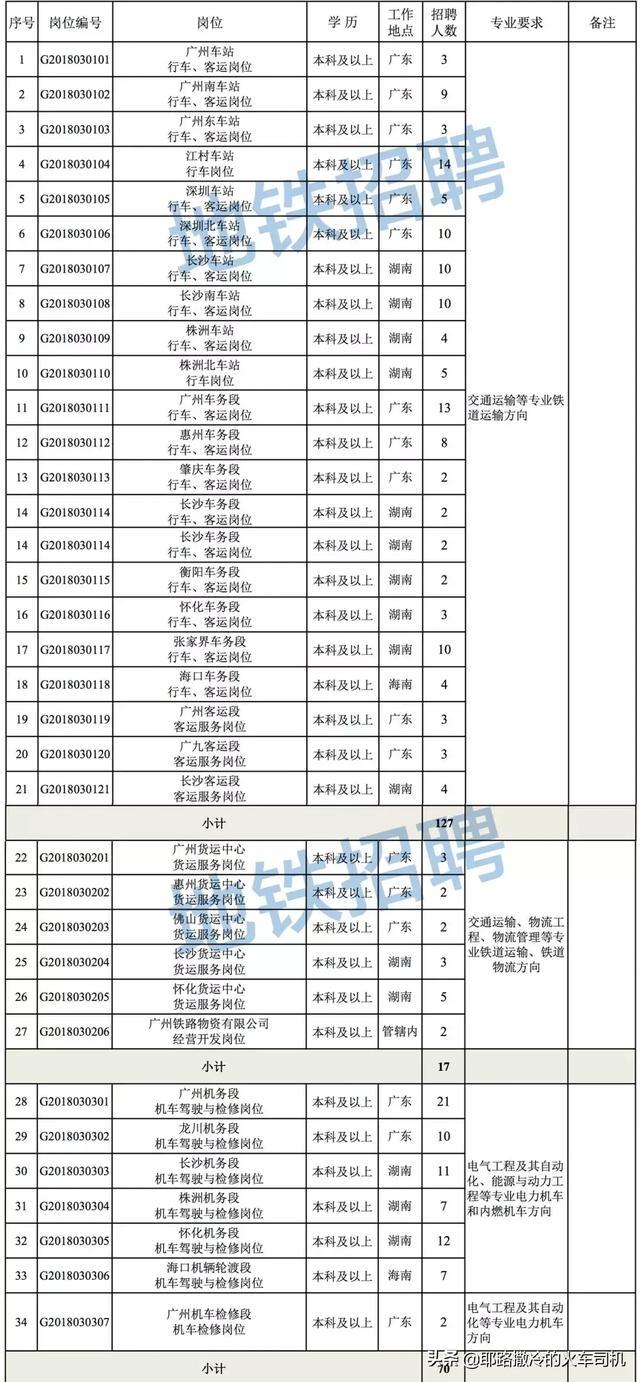 序号 岗位编号 岗位 学 历 工作地点 招聘人数 专业要求 备注
1 G2018030101 广州车站 行车、客运岗位 本科及以上 广东 3
2 G2018030102 广州南车站 行车、客运岗位 本科及以上 广东 9
3 G2018030103 广州东车站 行车、客运岗位 本科及以上 广东 3
4 G2018030104 江村车站 行车岗位 本科及以上 广东 14
5 G2018030105 深圳车站 行车、客运岗位 本科及以上 广东 5
6 G2018030106 深圳北车站 行车、客运岗位 本科及以上 广东 10
7 G2018030107 长沙车站 行车、客运岗位 本科及以上 湖南 10
8 G2018030108 长沙南车站 行车、客运岗位 本科及以上 湖南 10
9 G2018030109 株洲车站 行车、客运岗位 本科及以上 湖南 4
10 G2018030110 株洲北车站 行车岗位 本科及以上 湖南 5
11 G2018030111 广州车务段 行车、客运岗位 本科及以上 广东 13
交通运输等专业铁
道运输方向
12 G2018030112 惠州车务段 行车、客运岗位 本科及以上 广东 8
13 G2018030113 肇庆车务段 行车、客运岗位 本科及以上 广东 2
14 G2018030114 长沙车务段 行车、客运岗位 本科及以上 湖南 2
14 G2018030114 长沙车务段 行车、客运岗位 本科及以上 湖南 2
15 G2018030115 衡阳车务段 行车、客运岗位 本科及以上 湖南 2
16 G2018030116 怀化车务段 行车、客运岗位 本科及以上 湖南 3
17 G2018030117 张家界车务段 行车、客运岗位 本科及以上 湖南 10
18 G2018030118 海口车务段 行车、客运岗位 本科及以上 海南 4
19 G2018030119 广州客运段 客运服务岗位 本科及以上 广东 3
20 G2018030120 广九客运段 客运服务岗位 本科及以上 广东 3
21 G2018030121 长沙客运段 客运服务岗位 本科及以上 湖南 4
小计 127
22 G2018030201 广州货运中心 货运服务岗位 本科及以上 广东 3
23 G2018030202 惠州货运中心 货运服务岗位 本科及以上 广东 2
24 G2018030203 佛山货运中心 货运服务岗位 本科及以上 广东 2
交通运输、物流工
程、物流管理等专
业铁道运输、铁道
物流方向
25 G2018030204 长沙货运中心 货运服务岗位 本科及以上 湖南 3
26 G2018030205 怀化货运中心 货运服务岗位 本科及以上 湖南 5
27 G2018030206 广州铁路物资有限公司 经营开发岗位 本科及以上 管辖内 2
小计 17
28 G2018030301 广州机务段 机车驾驶与检修岗位 本科及以上 广东 21
29 G2018030302 龙川机务段 机车驾驶与检修岗位 本科及以上 广东 10
30 G2018030303 长沙机务段 机车驾驶与检修岗位 本科及以上 湖南 11
电气工程及其自动
化、能源与动力工
程等专业电力机车
和内燃机车方向
31 G2018030304 株洲机务段 机车驾驶与检修岗位 本科及以上 湖南 7
32 G2018030305 怀化机务段 机车驾驶与检修岗位 本科及以上 湖南 12
33 G2018030306 海口机辆轮渡段 机车驾驶与检修岗位 本科及以上 海南 7
34 G2018030307 广州机车检修段 机车检修岗位 本科及以上 广东 2
电气工程及其自动
化等专业电力机车
方向
小计 70
地铁招聘
地铁招聘
头条 @耶路撒冷的火车司机